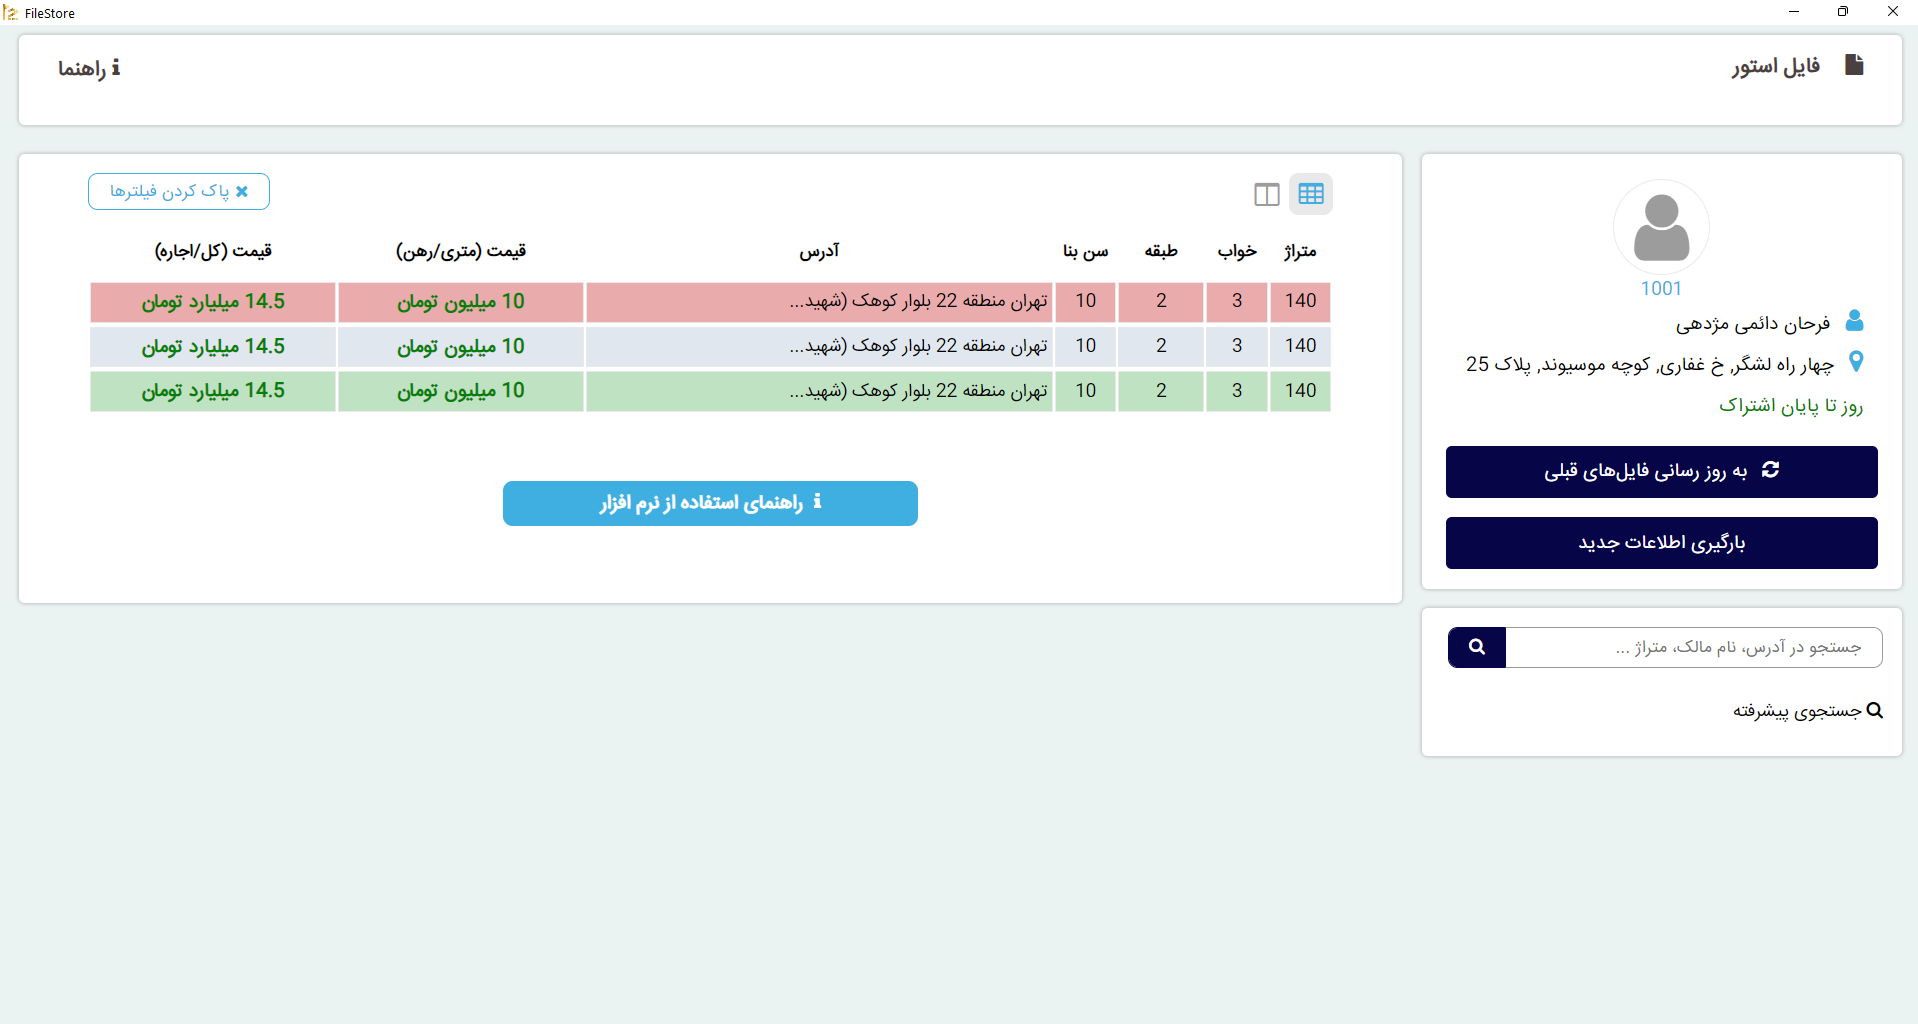 FileStore
فایل استور
راهنما
1001
فرحان دائمی مژدهی
چهار راه لشگر, خ غفاری, کوچه موسیوند, پلاک 25
روز تا پایان اشتراک
به روز رسانی فایل‌های قبلی
بارگیری اطلاعات جدید
جستجو در آدرس، نام مالک، متراژ ...
جستجوی پیشرفته
پاک کردن فیلترها
متراژ خواب طبقه سن بنا آدرس قیمت (متری/رهن) قیمت (کل/اجاره)
140 3 2 10 تهران منطقه 22 بلوار کوهک (شهید... 10 میلیون تومان 14.5 میلیارد تومان
140 3 2 10 تهران منطقه 22 بلوار کوهک (شهید... 10 میلیون تومان 14.5 میلیارد تومان
140 3 2 10 تهران منطقه 22 بلوار کوهک (شهید... 10 میلیون تومان 14.5 میلیارد تومان
راهنمای استفاده از نرم افزار